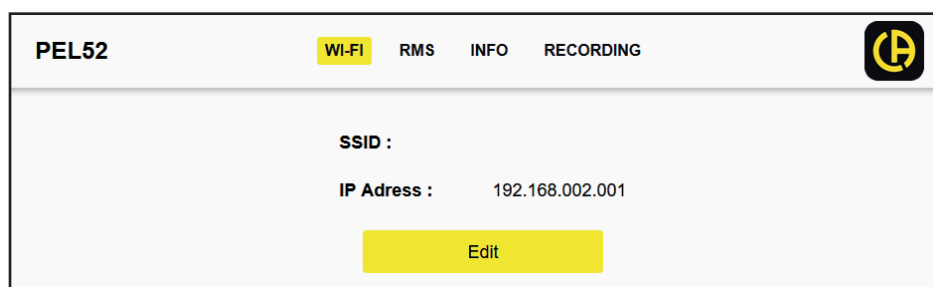 PEL52 WI-FI RMS INFO RECORDING
SSID :
IP Adress : 192.168.002.001
Edit